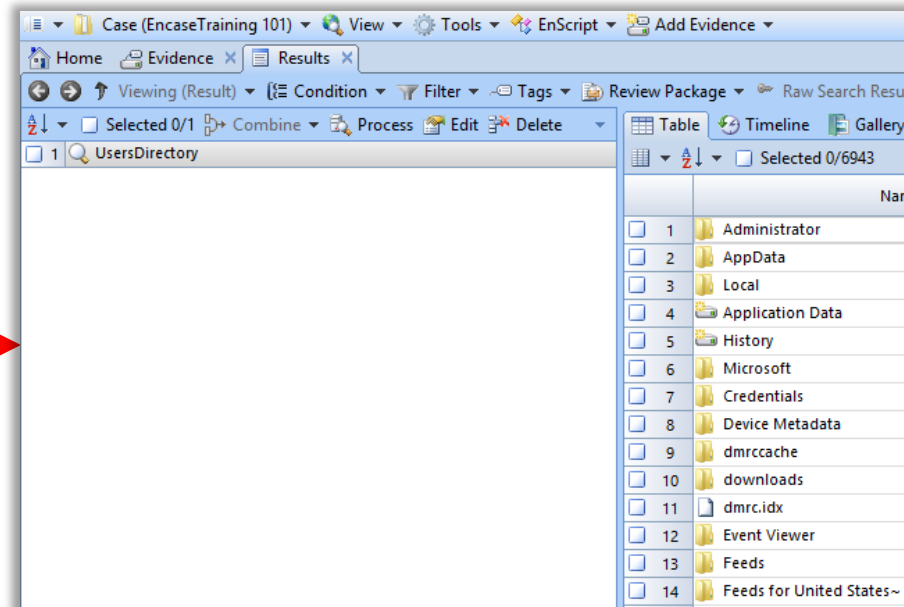 Case (EncaseTraining 101) View Tools EnScript Add Evidence
Home Evidence Results
Viewing (Result) Condition Filter Tags Review Package Raw Search Resu
Selected 0/1 Combine Process Edit Delete
Table Timeline Gallery
1 UsersDirectory
Selected 0/6943
Nar
1 Administrator
2 AppData
3 Local
4 Application Data
5 History
6 Microsoft
7 Credentials
8 Device Metadata
9 dmrccache
10 downloads
11 dmrc.idx
12 Event Viewer
13 Feeds
14 Feeds for United States~